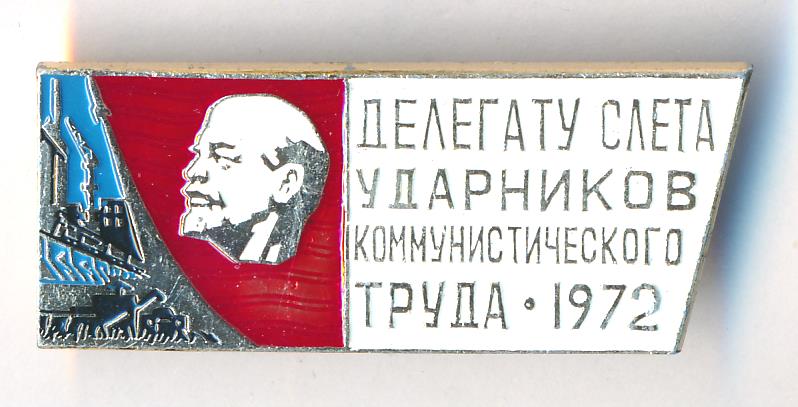 ДЕЛЕГАТУ СЛЕТА
УДАРНИКОВ
КОММУНИСТИЧЕСКОГО
ТРУДА • 1972